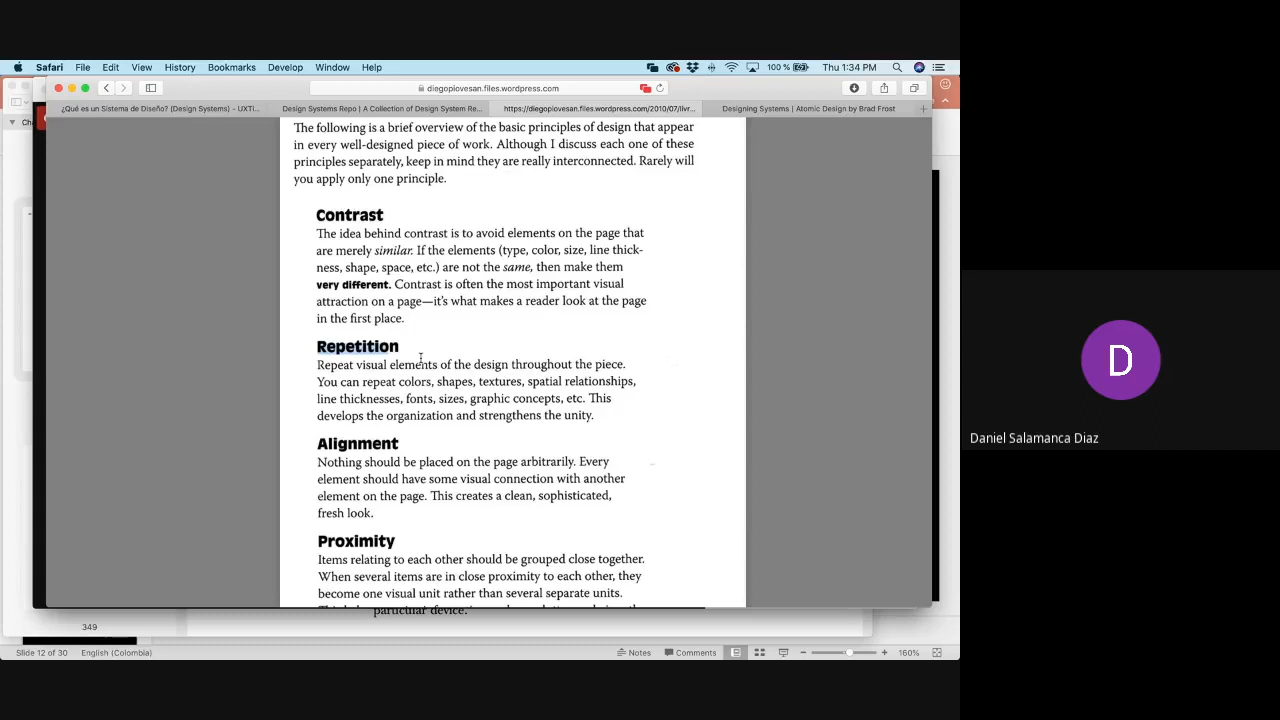 Safari File Edit View History Bookmarks Develop Window Help
100 % Thu 1:34 PM
diegopiovesan.files.wordpress.com
¿Qué es un Sistema de Diseño? (Design Systems) - UXTI...
Design Systems Repo | A Collection of Design System Re...
https://diegopiovesan.files.wordpress.com/2010/07/livr...
Designing Systems | Atomic Design by Brad Frost
The following is a brief overview of the basic principles of design that appear
in every well-designed piece of work. Although I discuss each one of these
principles separately, keep in mind they are really interconnected. Rarely will
you apply only one principle.
Contrast
The idea behind contrast is to avoid elements on the page that
are merely similar. If the elements (type, color, size, line thick-
ness, shape, space, etc.) are not the same, then make them
very different. Contrast is often the most important visual
attraction on a page—it's what makes a reader look at the page
in the first place.
Repetition
Repeat visual elements of the design throughout the piece.
You can repeat colors, shapes, textures, spatial relationships,
line thicknesses, fonts, sizes, graphic concepts, etc. This
develops the organization and strengthens the unity.
Alignment
Nothing should be placed on the page arbitrarily. Every
element should have some visual connection with another
element on the page. This creates a clean, sophisticated,
fresh look.
Proximity
Items relating to each other should be grouped close together.
When several items are in close proximity to each other, they
become one visual unit rather than several separate units.
particular device.
349
Slide 12 of 30 English (Colombia)
Notes Comments 160%
D
Daniel Salamanca Diaz